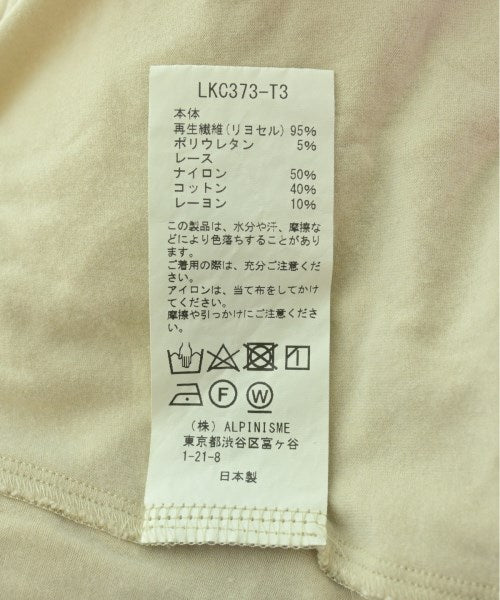 LKC373-T3
本体
再生繊維(リヨセル) 95%
ポリウレタン 5%
レース
ナイロン 50%
コットン 40%
レーヨン 10%
この製品は、水分や汗、摩擦な
どにより色落ちすることがあり
ます。
ご着用の際は、充分ご注意くだ
さい。
アイロンは、当て布をしてかけ
てください。
摩擦や引っかけにご注意くださ
い。
F W
(株) ALPINISME
東京都渋谷区富ヶ谷
1-21-8
日本製